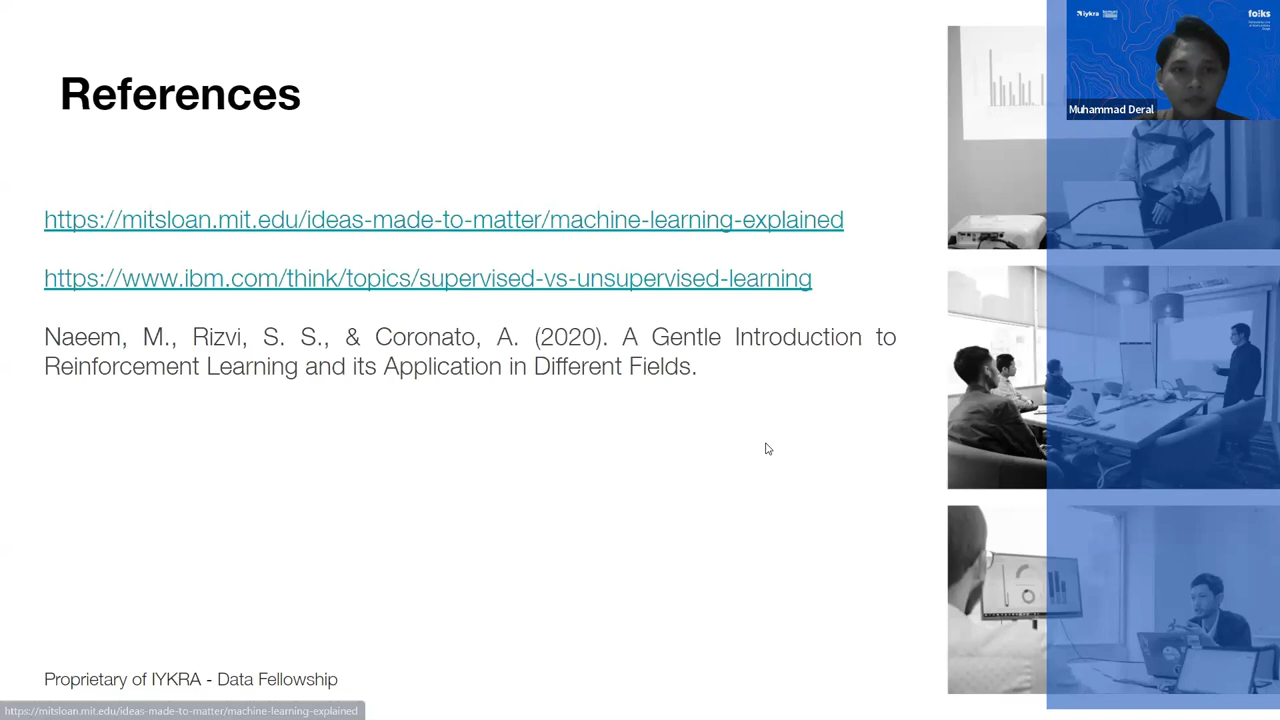 References
https://mitsloan.mit.edu/ideas-made-to-matter/machine-learning-explained
https://www.ibm.com/think/topics/supervised-vs-unsupervised-learning
Naeem, M., Rizvi, S. S., & Coronato, A. (2020). A Gentle Introduction to
Reinforcement Learning and its Application in Different Fields.
Proprietary of IYKRA - Data Fellowship
https://mitsloan.mit.edu/ideas-made-to-matter/machine-learning-explained
iykra
foiks
Muhammad Deral